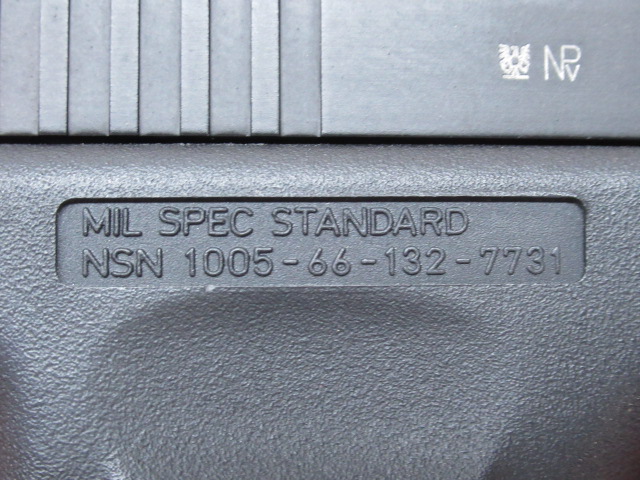 NPv
MIL SPEC STANDARD
NSN 1005-66-132-7731